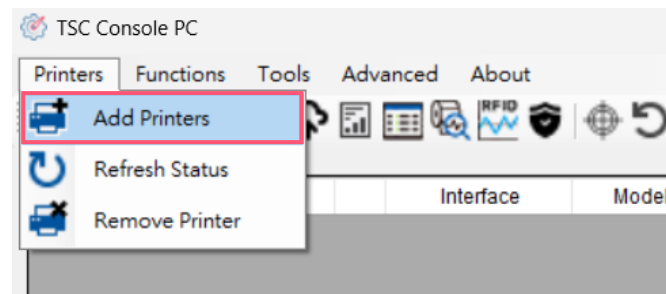 TSC Console PC
Printers Functions Tools Advanced About
Add Printers
RFID
Refresh Status
Interface Model
Remove Printer